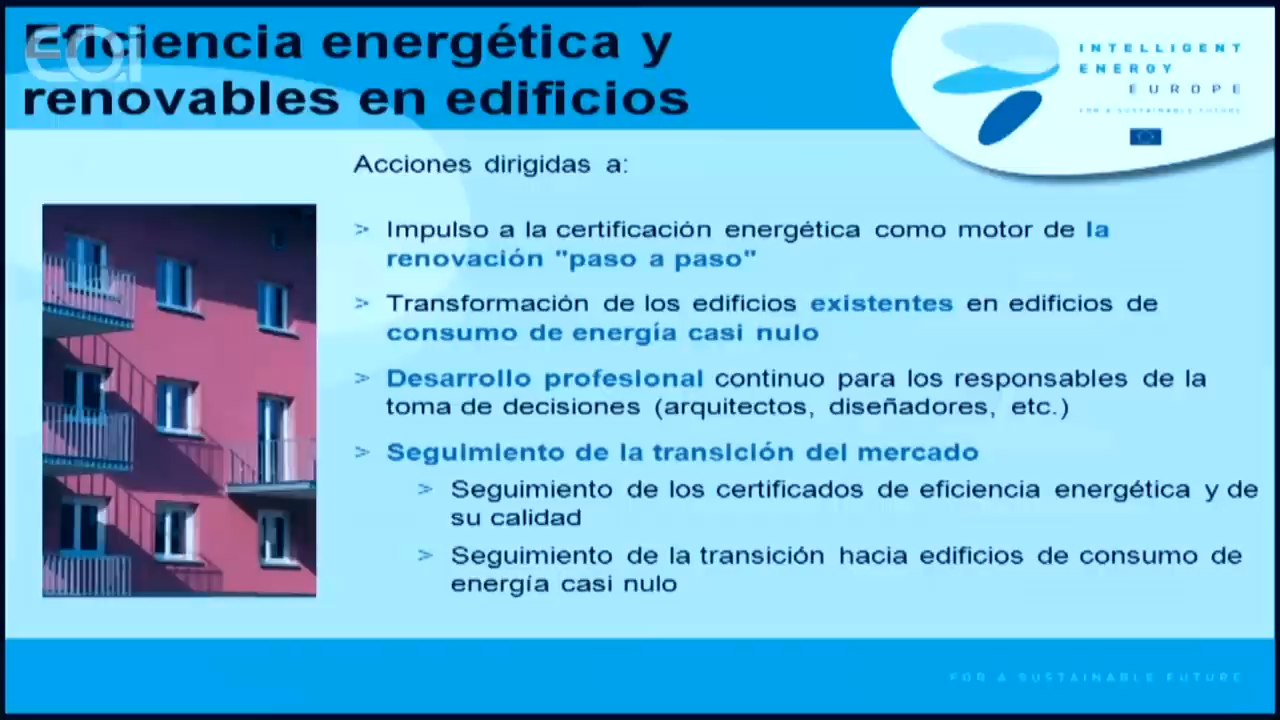 Eficiencia energética y
renovables en edificios
EOI
INTELLIGENT
ENERGY
EUROPE
FOR A SUSTAINABLE FUTURE
Acciones dirigidas a:
> Impulso a la certificación energética como motor de la
renovación "paso a paso"
> Transformación de los edificios existentes en edificios de
consumo de energía casi nulo
> Desarrollo profesional continuo para los responsables de la
toma de decisiones (arquitectos, diseñadores, etc.)
> Seguimiento de la transición del mercado
> Seguimiento de los certificados de eficiencia energética y de
su calidad
> Seguimiento de la transición hacia edificios de consumo de
energía casi nulo
FOR A SUSTAINABLE FUTURE